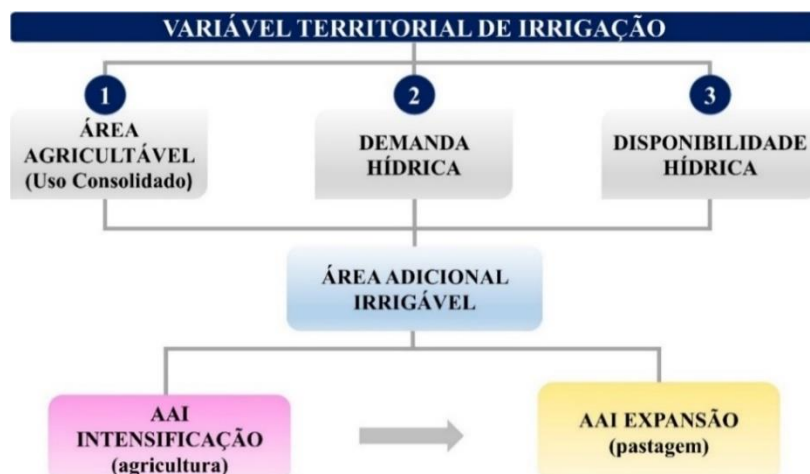 VARIÁVEL TERRITORIAL DE IRRIGAÇÃO
1
ÁREA
AGRICULTÁVEL
(Uso Consolidado)
2
DEMANDA
HÍDRICA
3
DISPONIBILIDADE
HÍDRICA
ÁREA ADICIONAL
IRRIGÁVEL
AAI
INTENSIFICAÇÃO
(agricultura)
AAI EXPANSÃO
(pastagem)